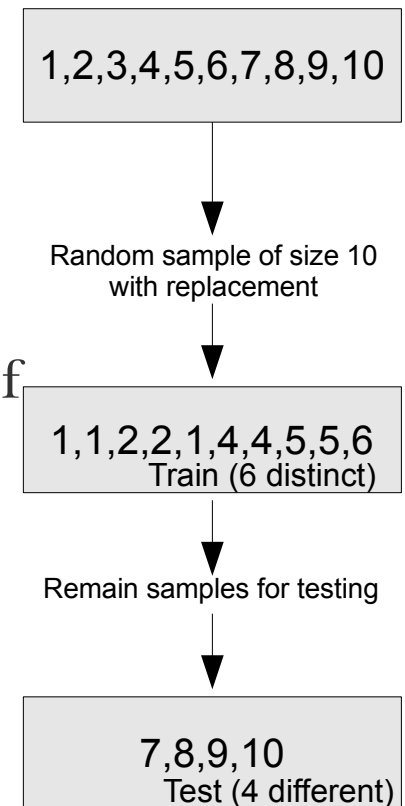 1,2,3,4,5,6,7,8,9,10
Random sample of size 10
with replacement
f
1,1,2,2,1,4,4,5,5,6
Train (6 distinct)
Remain samples for testing
7,8,9,10
Test (4 different)